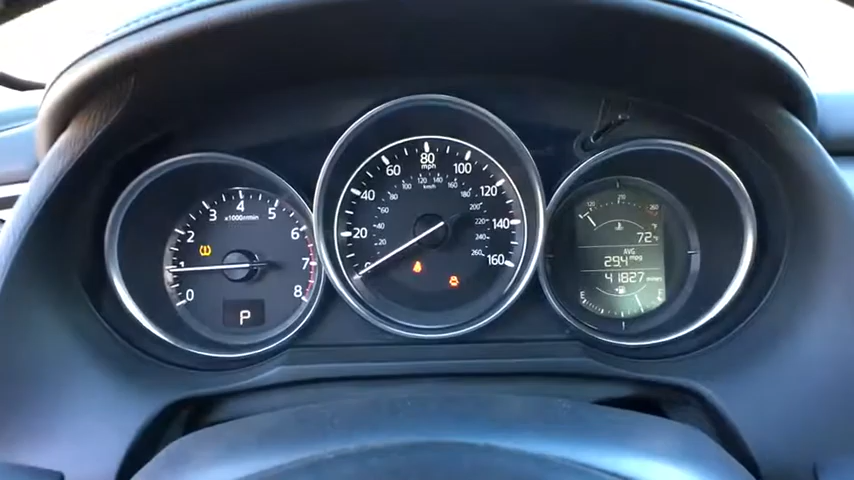 0 1 2 3 4 5 6 7 8
x1000r/min
P
0 20 40 60 80 100 120 140 160
mph
20 40 60 80 100 120 140 160 180 200 220 240 260
km/h
C H
72°F
AVG
29.4 mpg
41827 miles
E F